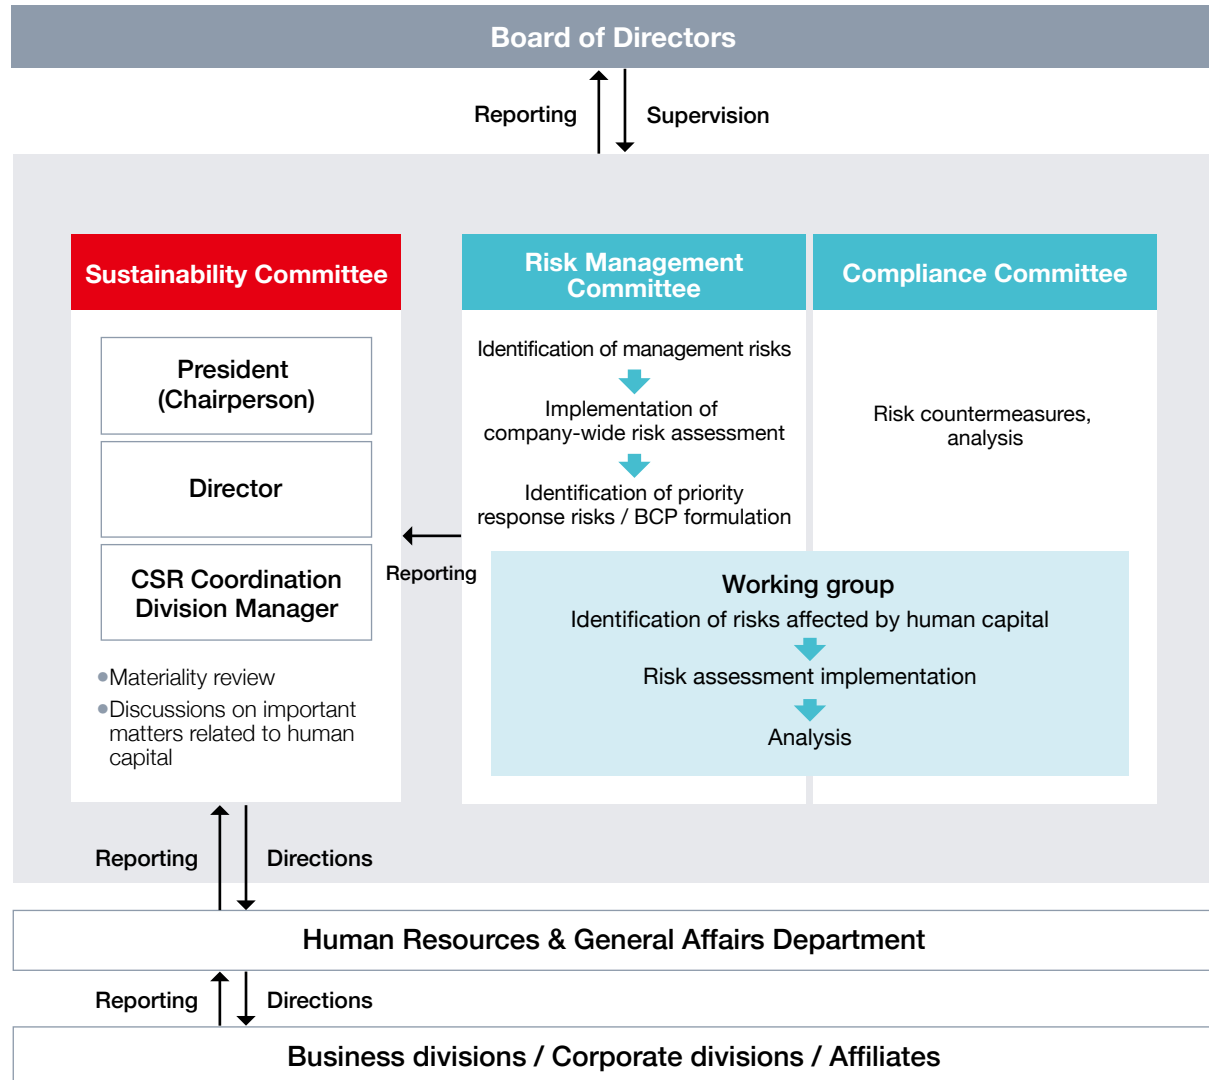 Board of Directors
Reporting
Supervision
Sustainability Committee
President
(Chairperson)
Director
CSR Coordination
Division Manager
●Materiality review
●Discussions on important
matters related to human
capital
Reporting
Risk Management
Committee
Identification of management risks
Implementation of
company-wide risk assessment
Identification of priority
response risks / BCP formulation
Compliance Committee
Risk countermeasures,
analysis
Working group
Identification of risks affected by human capital
Risk assessment implementation
Analysis
Reporting
Directions
Human Resources & General Affairs Department
Reporting
Directions
Business divisions / Corporate divisions / Affiliates